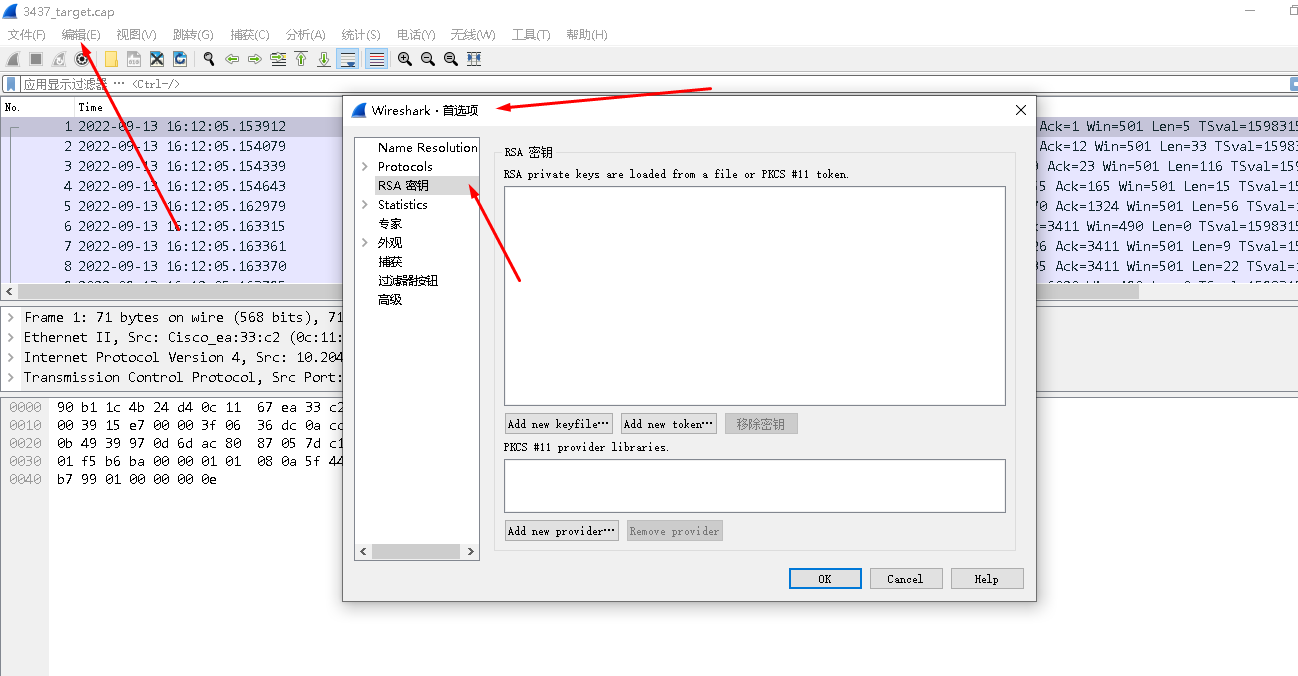 3437_target.cap
文件(F) 编辑(E) 视图(V) 跳转(G) 捕获(C) 分析(A) 统计(S) 电话(Y) 无线(W) 工具(T) 帮助(H)
应用显示过滤器 … <Ctrl-/>
No. Time
1 2022-09-13 16:12:05.153912
2 2022-09-13 16:12:05.154079
3 2022-09-13 16:12:05.154339
4 2022-09-13 16:12:05.154643
5 2022-09-13 16:12:05.162979
6 2022-09-13 16:12:05.163315
7 2022-09-13 16:12:05.163361
8 2022-09-13 16:12:05.163370
Ack=1 Win=501 Len=5 TSval=1598315
Ack=12 Win=501 Len=33 TSval=15983
Ack=23 Win=501 Len=116 TSval=1598
Ack=165 Win=501 Len=15 TSval=1598
Ack=1324 Win=501 Len=56 TSval=1
=3411 Win=490 Len=0 TSval=1598315
Ack=3411 Win=501 Len=9 TSval=1598
Ack=3411 Win=501 Len=22 TSval=1
Wireshark · 首选项
Name Resolution
Protocols
RSA 密钥
Statistics
专家
外观
捕获
过滤器按钮
高级
RSA 密钥
RSA private keys are loaded from a file or PKCS #11 token.
Add new keyfile… Add new token… 移除密钥
PKCS #11 provider libraries.
Add new provider… Remove provider
OK Cancel Help
Frame 1: 71 bytes on wire (568 bits), 71
Ethernet II, Src: Cisco_ea:33:c2 (0c:11:
Internet Protocol Version 4, Src: 10.204
Transmission Control Protocol, Src Port:
0000 90 b1 1c 4b 24 d4 0c 11 67 ea 33 c2
0010 00 39 15 e7 00 00 3f 06 36 dc 0a cc
0020 0b 49 39 97 0d 6d ac 80 87 05 7d c1
0030 01 f5 b6 ba 00 00 01 01 08 0a 5f 44
0040 b7 99 01 00 00 00 0e